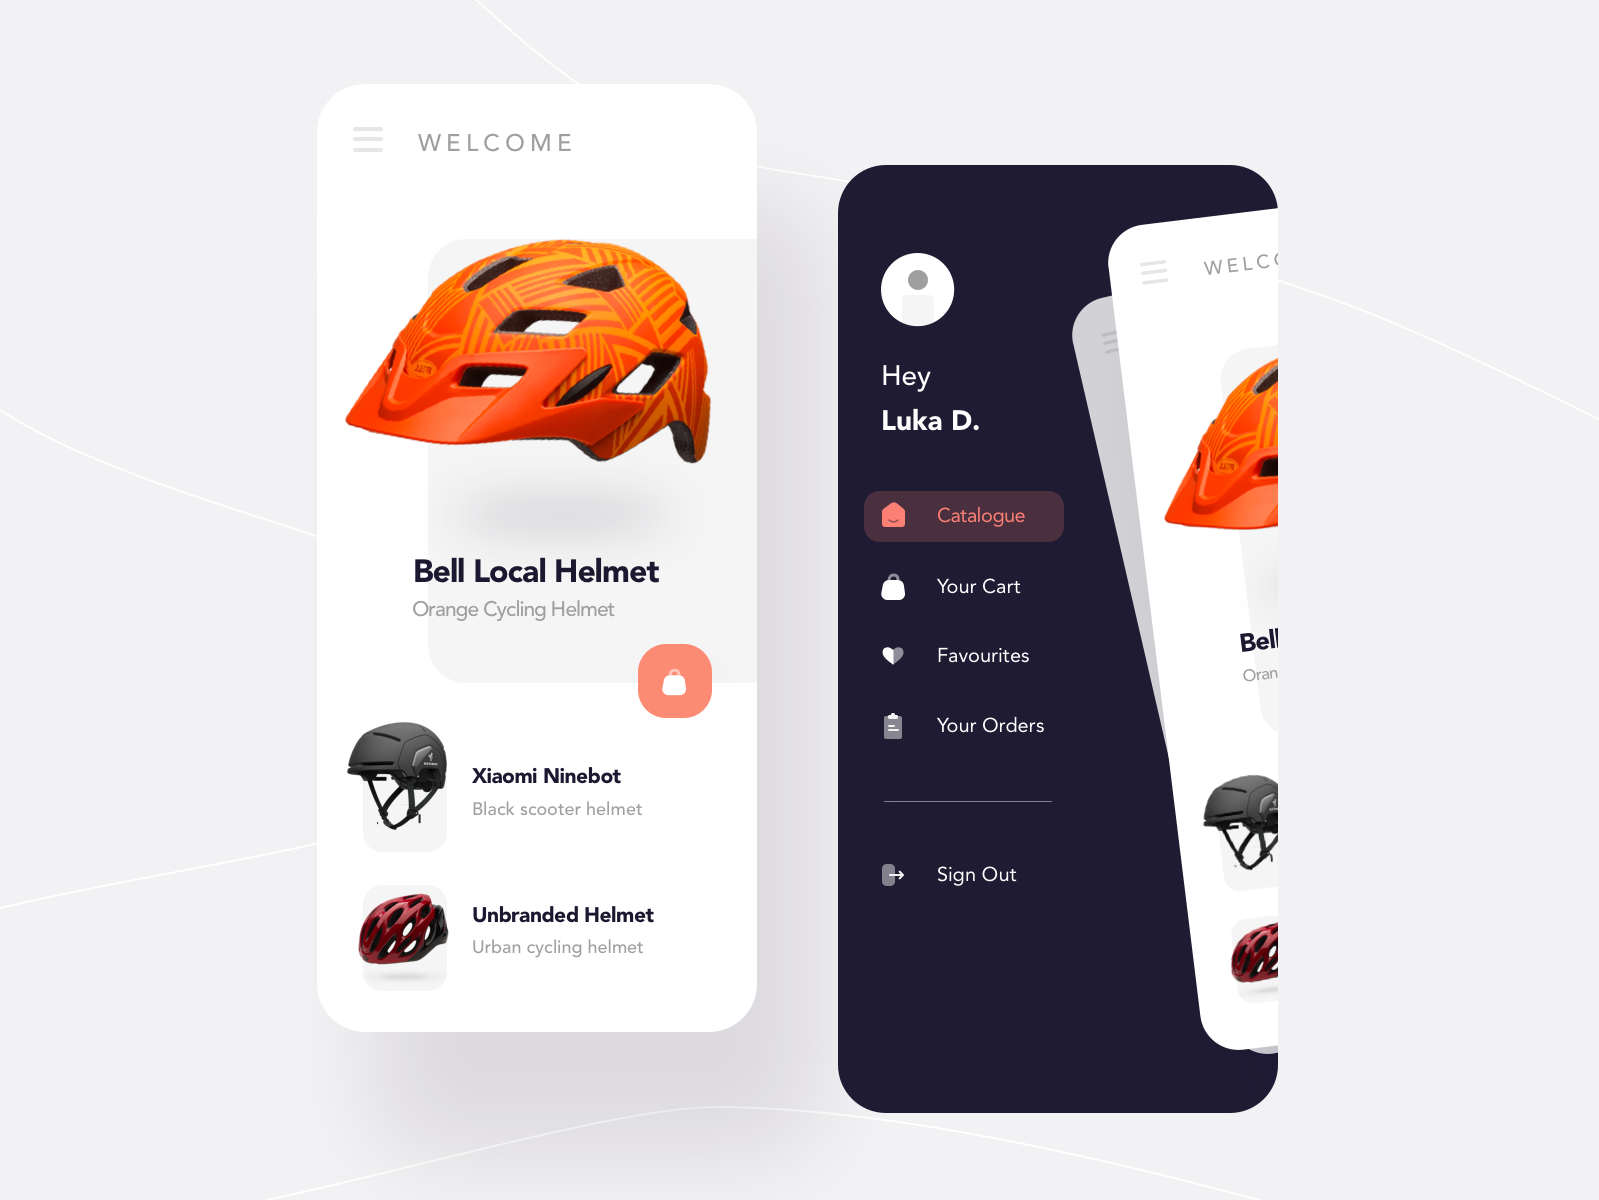 WELCOME
Bell Local Helmet
Orange Cycling Helmet
Xiaomi Ninebot
Black scooter helmet
Unbranded Helmet
Urban cycling helmet
Hey
Luka D.
Catalogue
Your Cart
Favourites
Your Orders
Sign Out
WELCO
Bell
Oran